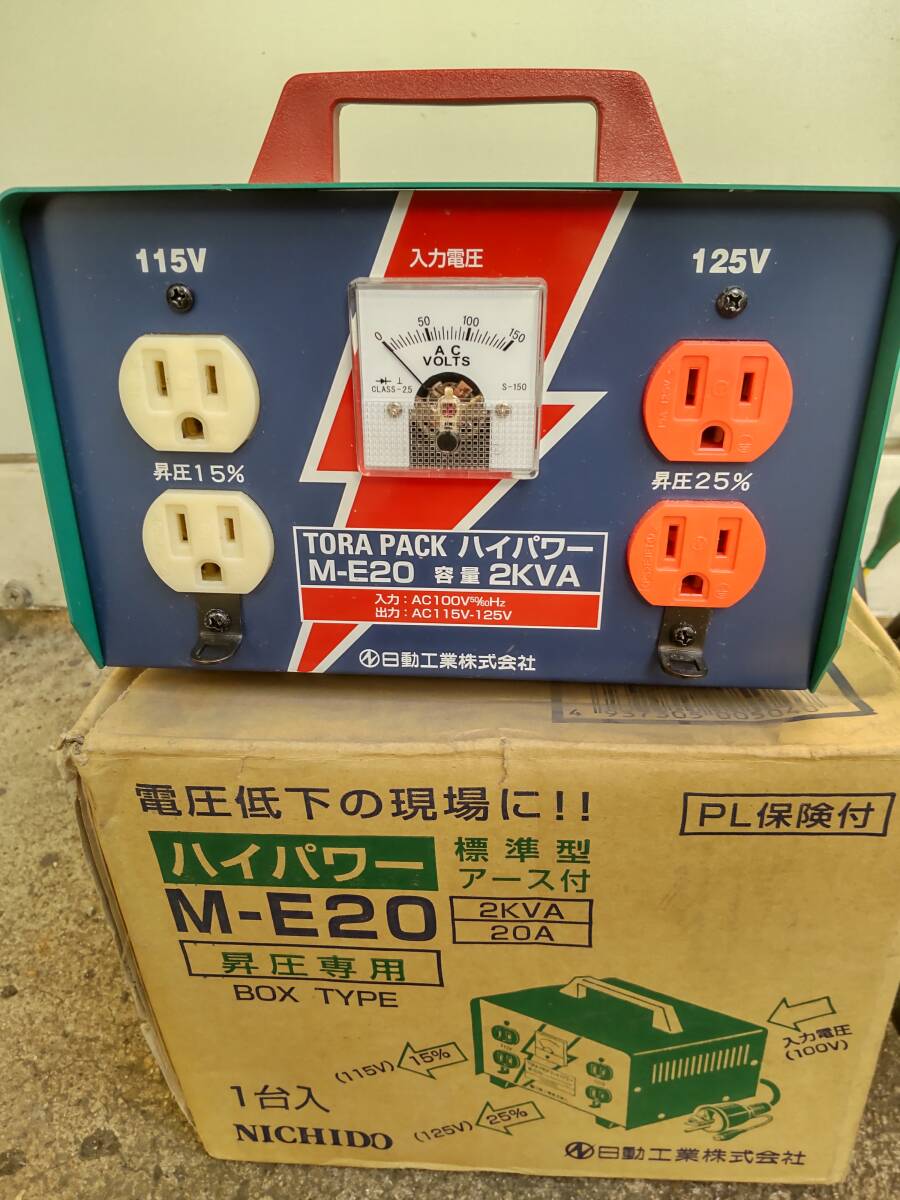 115V
入力電圧
125V
0 50 100 150
AC
VOLTS
CLASS-2.5
S-150
昇圧15%
昇圧25%
15A 125V
TORA PACK ハイパワー
M-E20 容量 2KVA
入力：AC100V50/60Hz
出力：AC115V-125V
日動工業株式会社
電圧低下の現場に!!
PL保険付
ハイパワー
標準型
アース付
M-E20
2KVA
20A
昇圧専用
BOX TYPE
入力電圧
(100V)
(115V) 15%
(125V) 25%
1台入
NICHIDO
日動工業株式会社